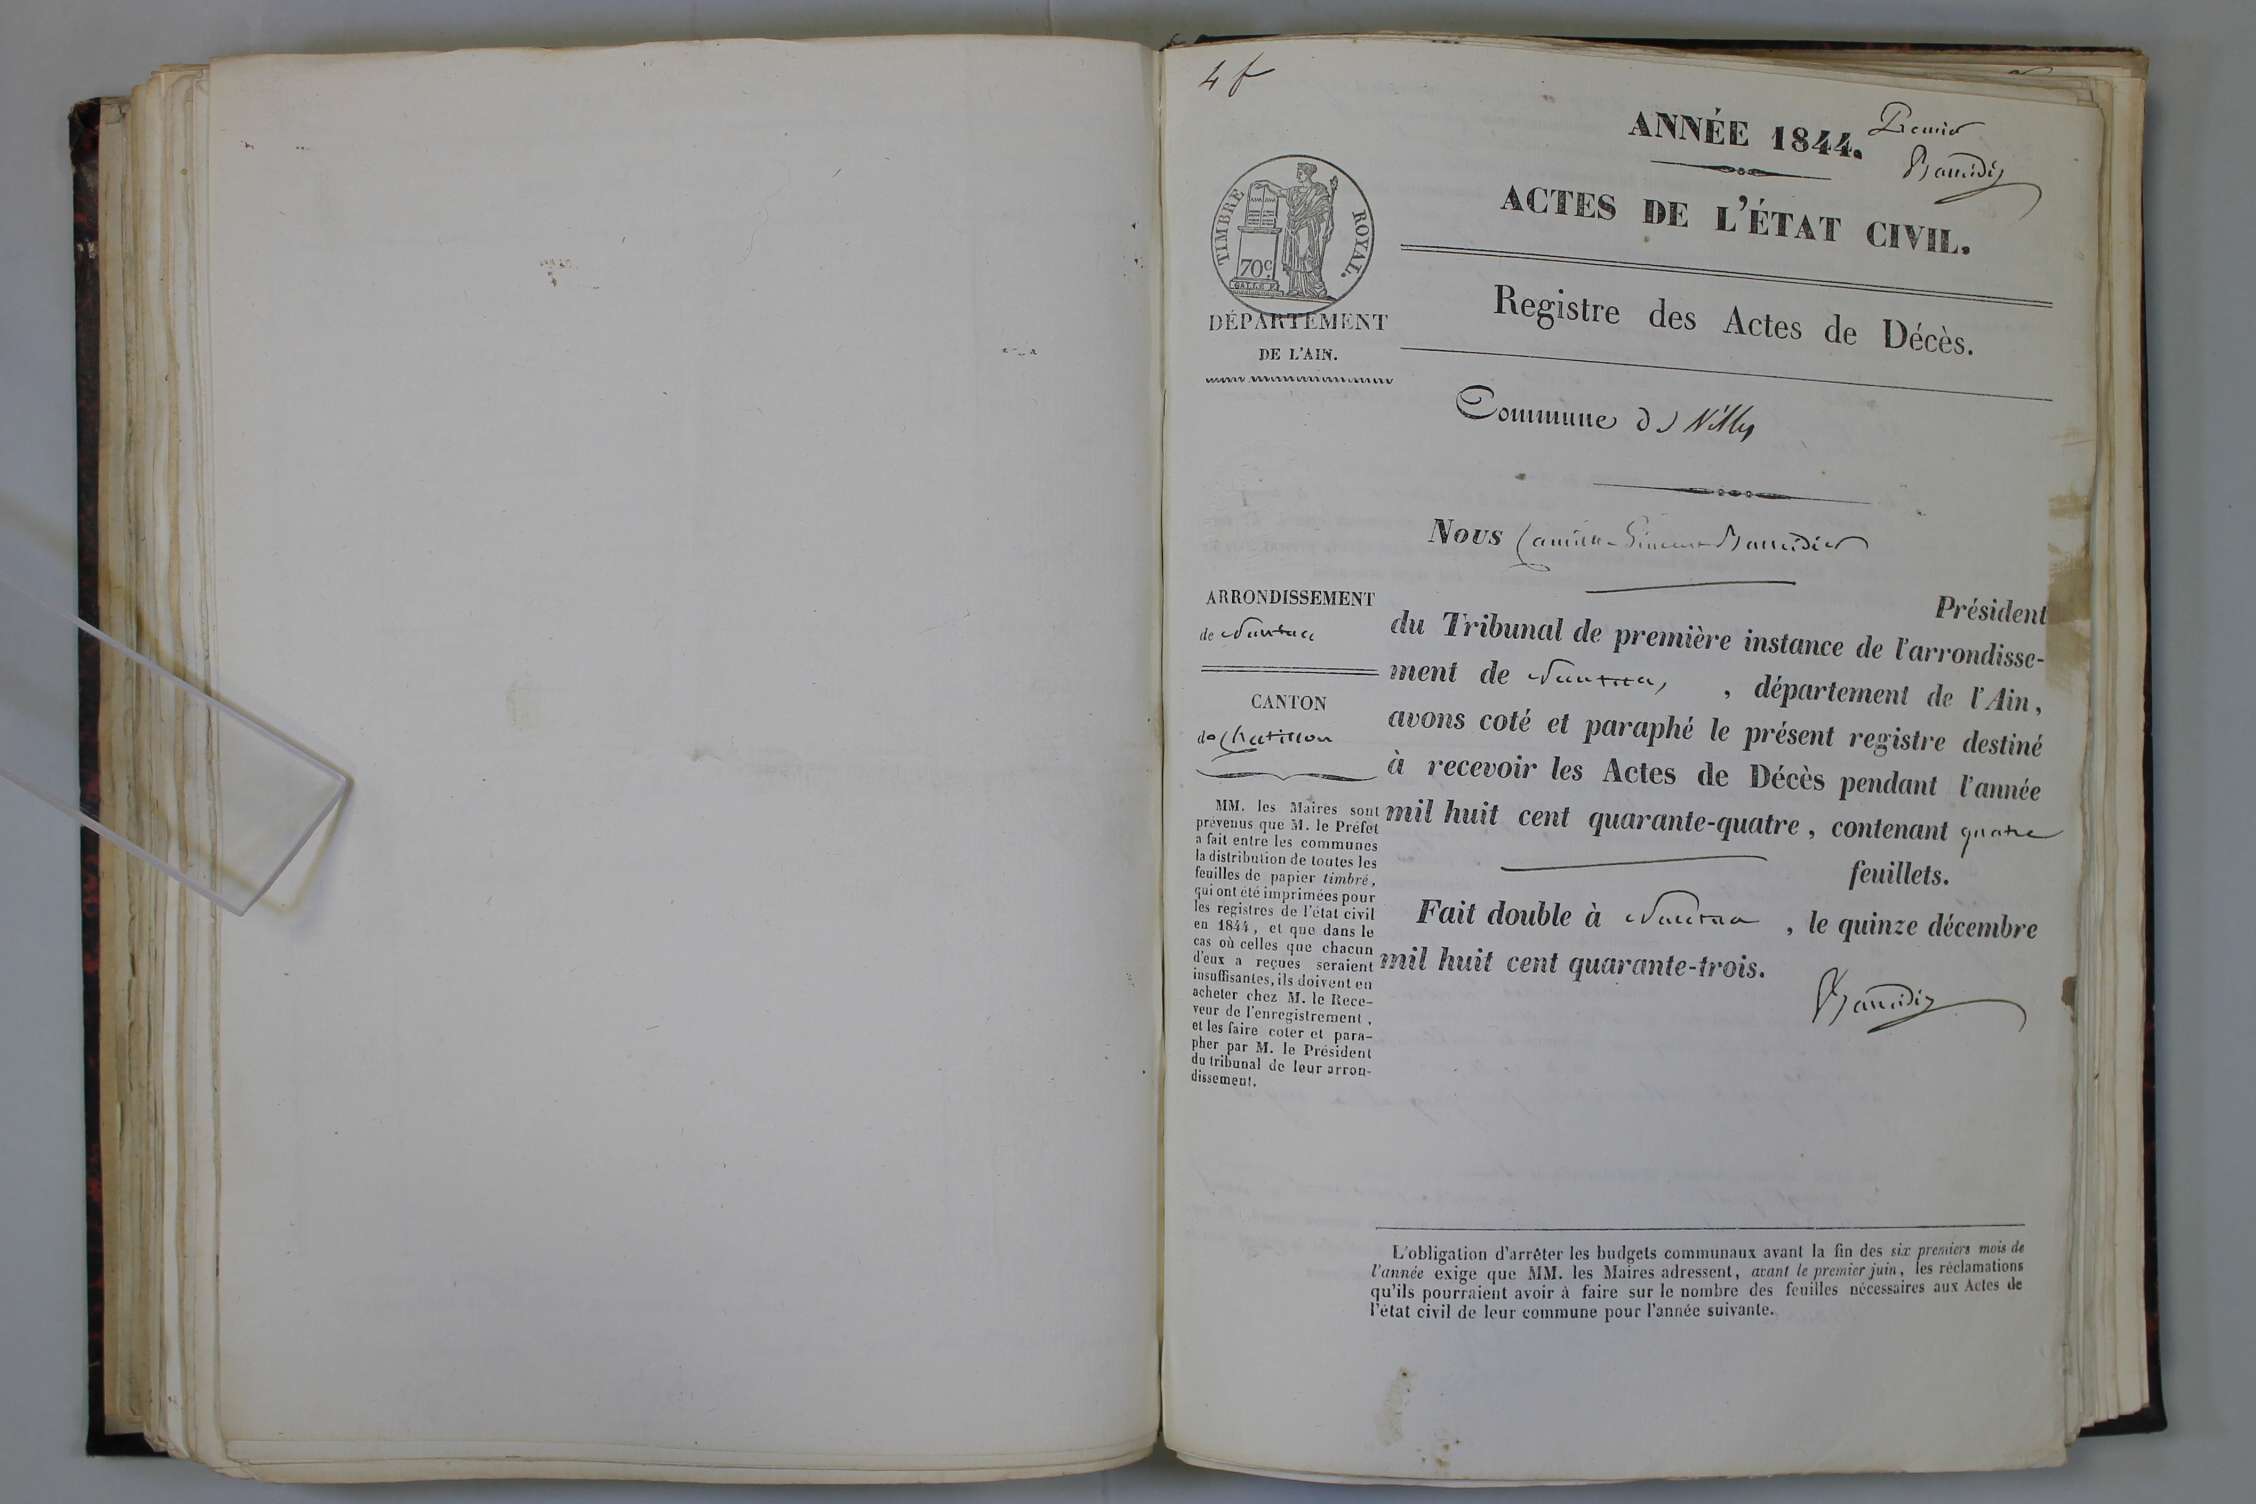 4 f
ANNÉE 1844. Premier
ACTES DE L'ÉTAT CIVIL.
TIMBRE ROYAL.
70c.
Registre des Actes de Décès.
DÉPARTEMENT
DE L'AIN.
Commune de
Nous
ARRONDISSEMENT
de Nantua
CANTON
de Chatillon
MM. les Maires sont
prévenus que M. le Préfet
a fait entre les communes
la distribution de toutes les
feuilles de papier timbré,
qui ont été imprimées pour
les registres de l'état civil
en 1844, et que dans le
cas où celles que chacun
d'eux a reçues seraient
insuffisantes, ils doivent en
acheter chez M. le Rece-
veur de l'enregistrement,
et les faire coter et para-
pher par M. le Président
du tribunal de leur arron-
dissement.
Président
du Tribunal de première instance de l'arrondisse-
ment de Nantua, , département de l'Ain,
avons coté et paraphé le présent registre destiné
à recevoir les Actes de Décès pendant l'année
mil huit cent quarante-quatre, contenant quatre
feuillets.
Fait double à Nantua , le quinze décembre
mil huit cent quarante-trois.
L'obligation d'arrêter les budgets communaux avant la fin des six premiers mois de
l'année exige que MM. les Maires adressent, avant le premier juin, les réclamations
qu'ils pourraient avoir à faire sur le nombre des feuilles nécessaires aux Actes de
l'état civil de leur commune pour l'année suivante.